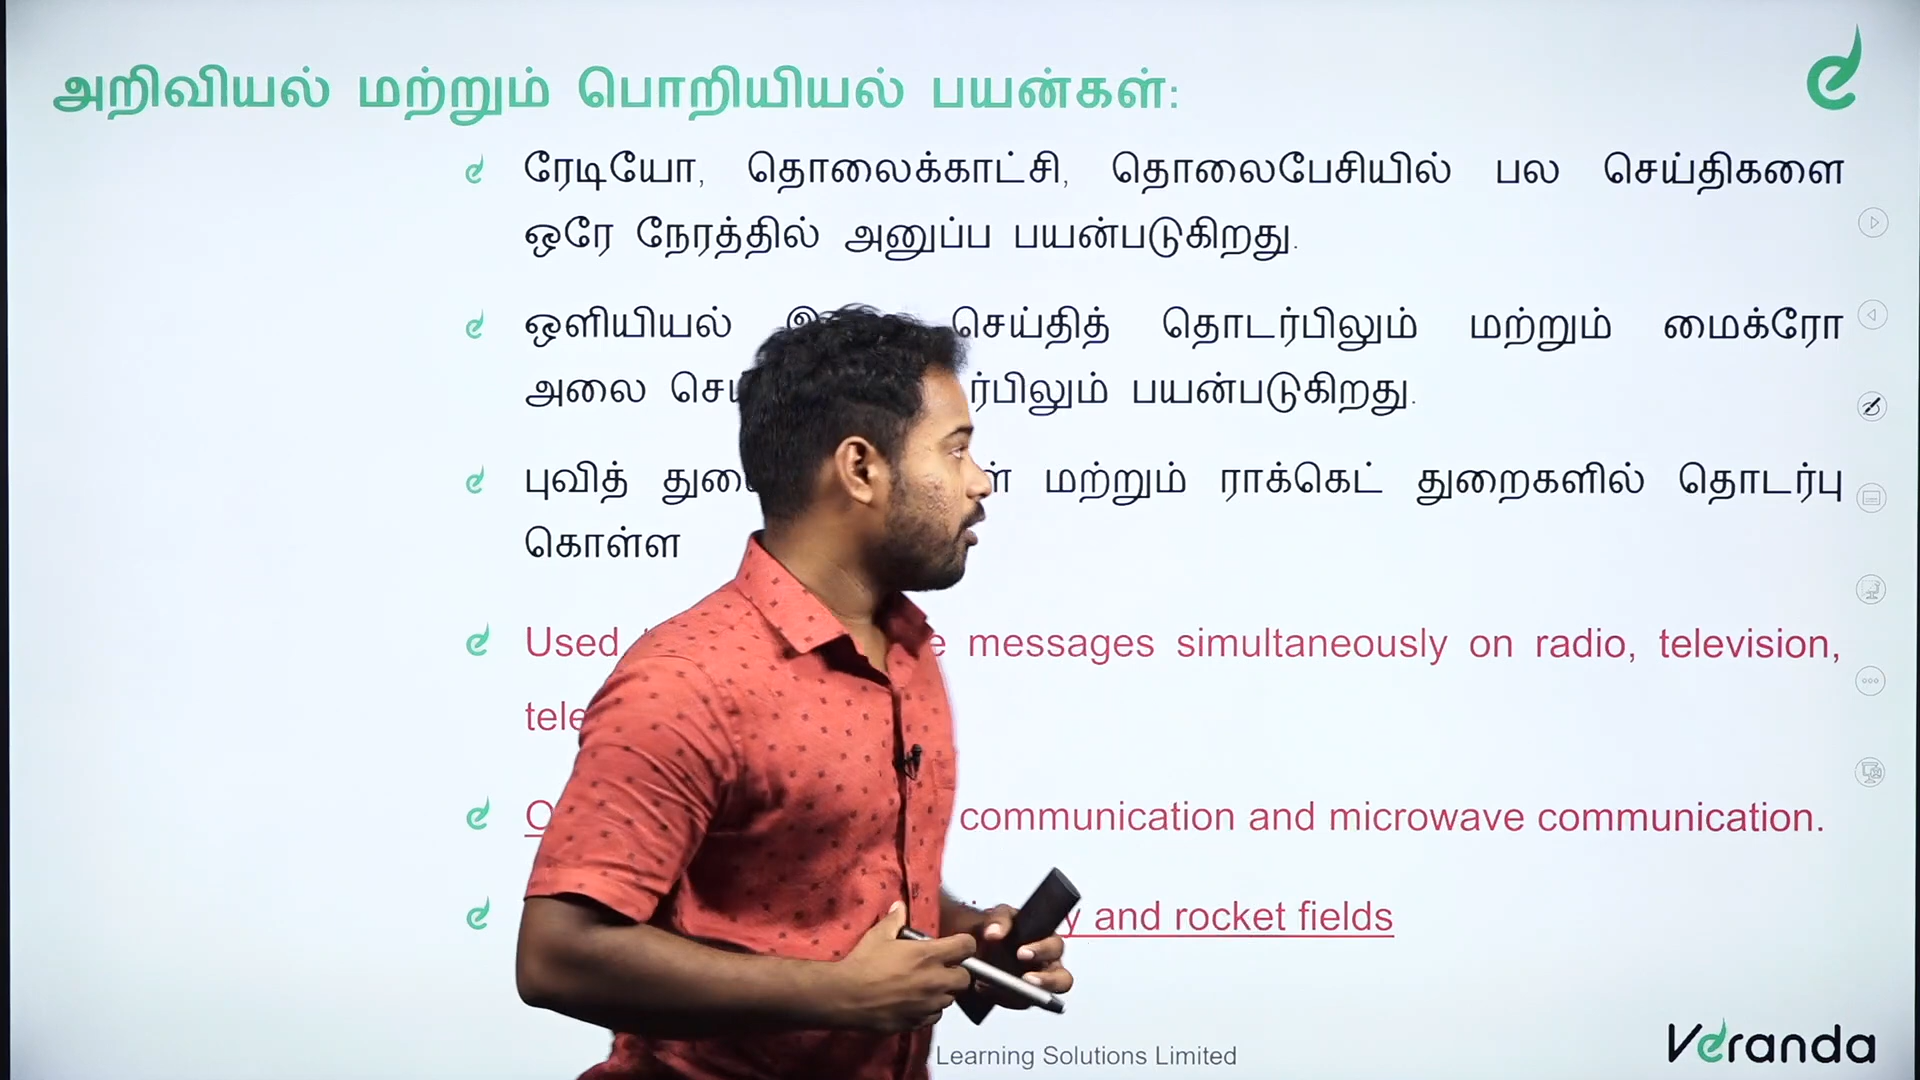 அறிவியல் மற்றும் பொறியியல் பயன்கள்:
ரேடியோ, தொலைக்காட்சி, தொலைபேசியில் பல செய்திகளை
ஒரே நேரத்தில் அனுப்ப பயன்படுகிறது.
ஒளியியல் செய்தித் தொடர்பிலும் மற்றும் மைக்ரோ
அலை பயன்படுகிறது.
புவித் மற்றும் ராக்கெட் துறைகளில் தொடர்பு
கொள்ள
Used messages simultaneously on radio, television,
communication and microwave communication.
and rocket fields
Learning Solutions Limited
Veranda